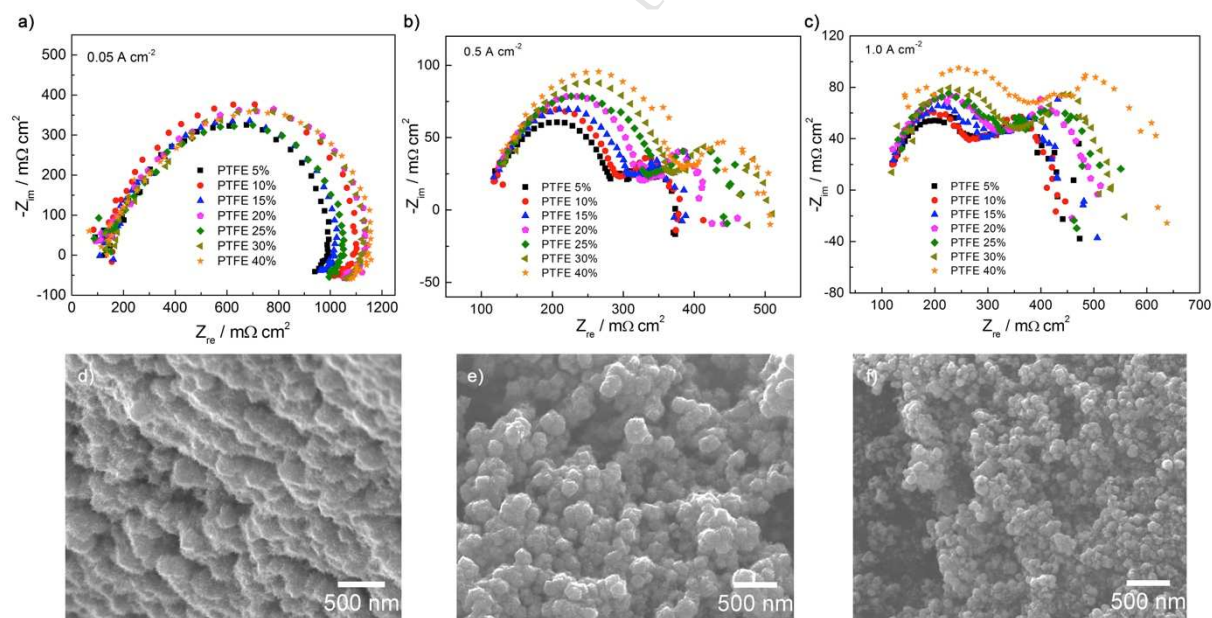 a)
0.05 A cm-2
-Zim / mΩ cm2
500
400
300
200
100
0
-100
0
200
400
600
800
1000
1200
Zre / mΩ cm2
PTFE 5%
PTFE 10%
PTFE 15%
PTFE 20%
PTFE 25%
PTFE 30%
PTFE 40%
b)
0.5 A cm-2
-Zim / mΩ cm2
100
50
0
-50
100
200
300
400
500
Zre / mΩ cm2
PTFE 5%
PTFE 10%
PTFE 15%
PTFE 20%
PTFE 25%
PTFE 30%
PTFE 40%
c)
1.0 A cm-2
-Zim / mΩ cm2
120
80
40
0
-40
-80
100
200
300
400
500
600
700
Zre / mΩ cm2
PTFE 5%
PTFE 10%
PTFE 15%
PTFE 20%
PTFE 25%
PTFE 30%
PTFE 40%
d)
500 nm
e)
500 nm
f)
500 nm